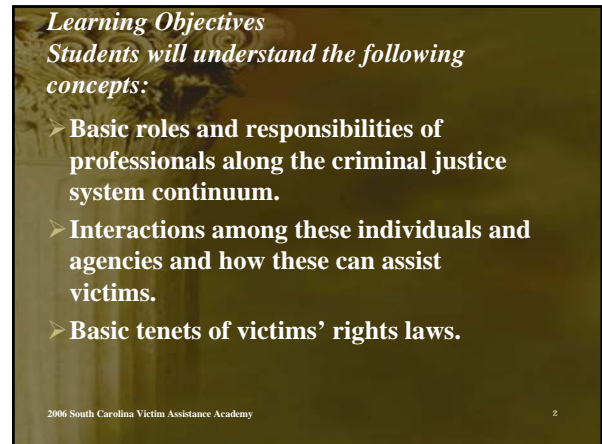 Learning Objectives
Students will understand the following
concepts:
➢Basic roles and responsibilities of
professionals along the criminal justice
system continuum.
➢Interactions among these individuals and
agencies and how these can assist
victims.
➢Basic tenets of victims’ rights laws.
2006 South Carolina Victim Assistance Academy 2